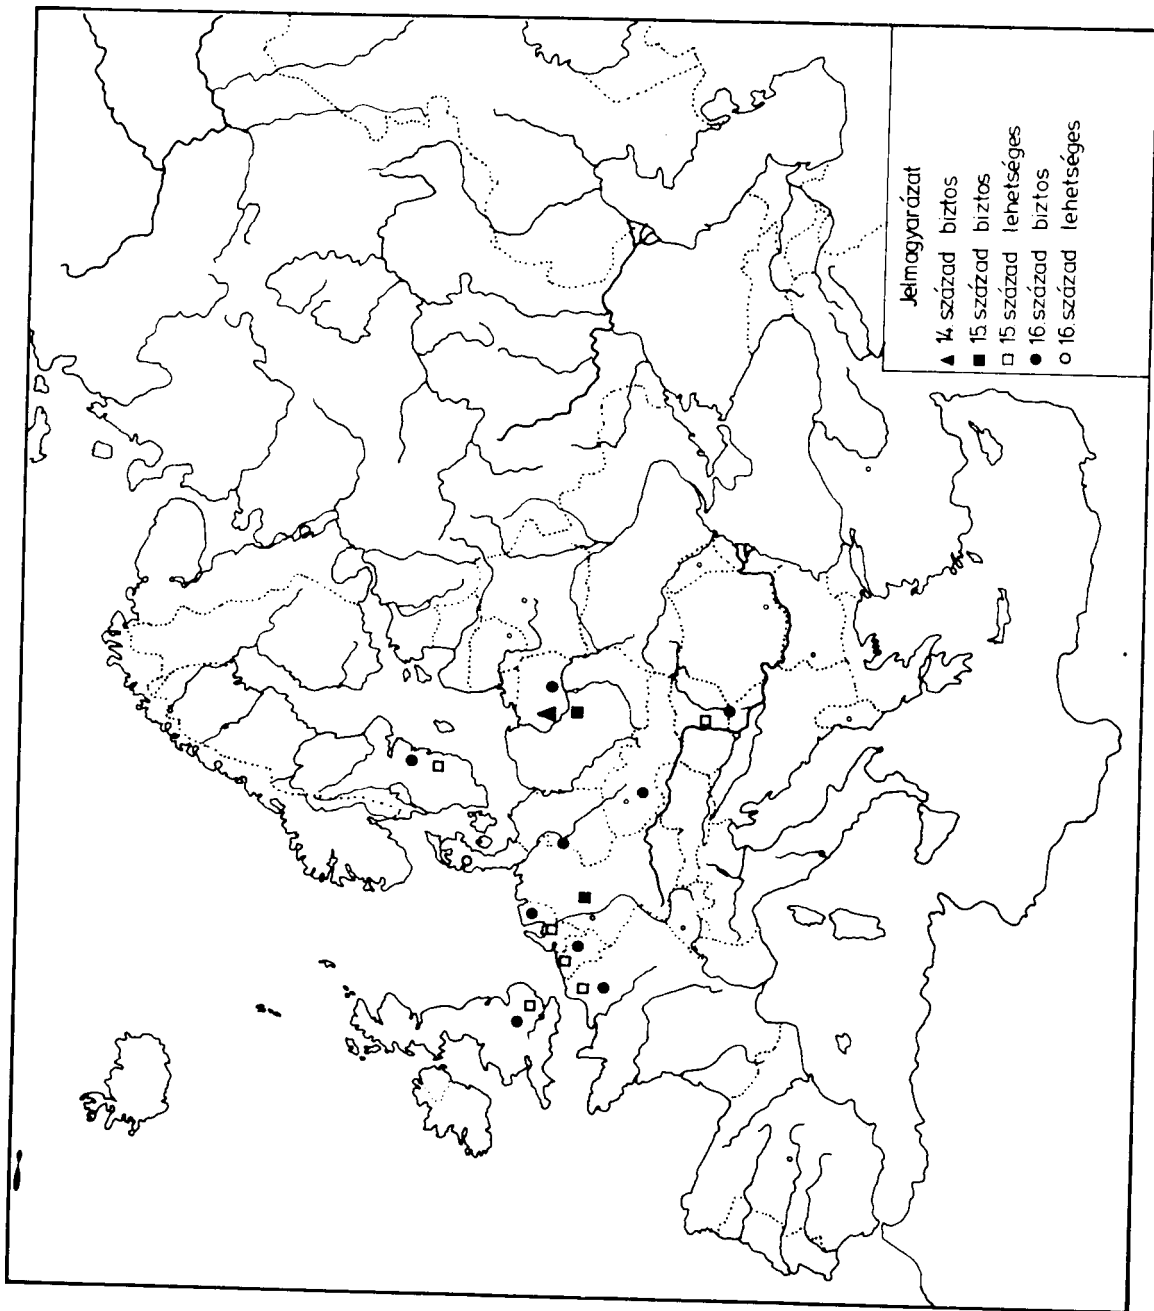 Jelmagyarázat
14. század biztos
15. század biztos
15 század lehetséges
16. század biztos
16. század lehetséges